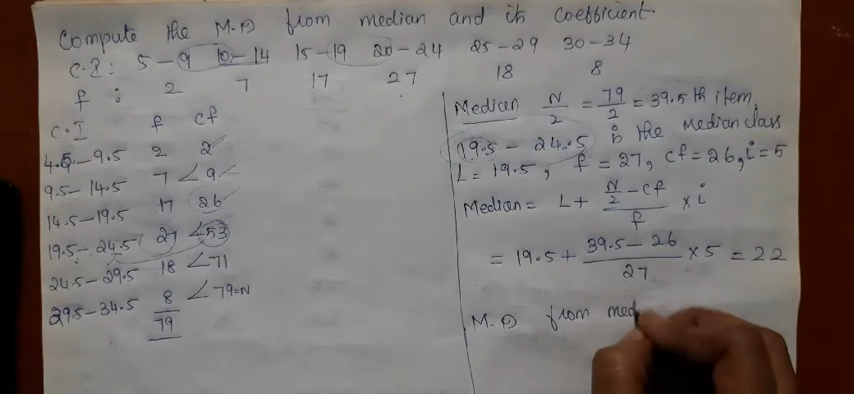 Compute the M.D from median and its coefficient.
C.I : 5-9 10-14 15-19 20-24 25-29 30-34
f : 2 7 17 27 18 8
C.I f cf
4.5-9.5 2 2
9.5-14.5 7 <9
14.5-19.5 17 26
19.5-24.5 27 <53
24.5-29.5 18 <71
29.5-34.5 8 <79=N
79
Median N/2 = 79/2 = 39.5th item
19.5-24.5 is the median class
L = 19.5, f = 27, cf = 26, i = 5
Median = L + (N/2 - cf)/f × i
= 19.5 + (39.5-26)/27 × 5 = 22
M.D from med